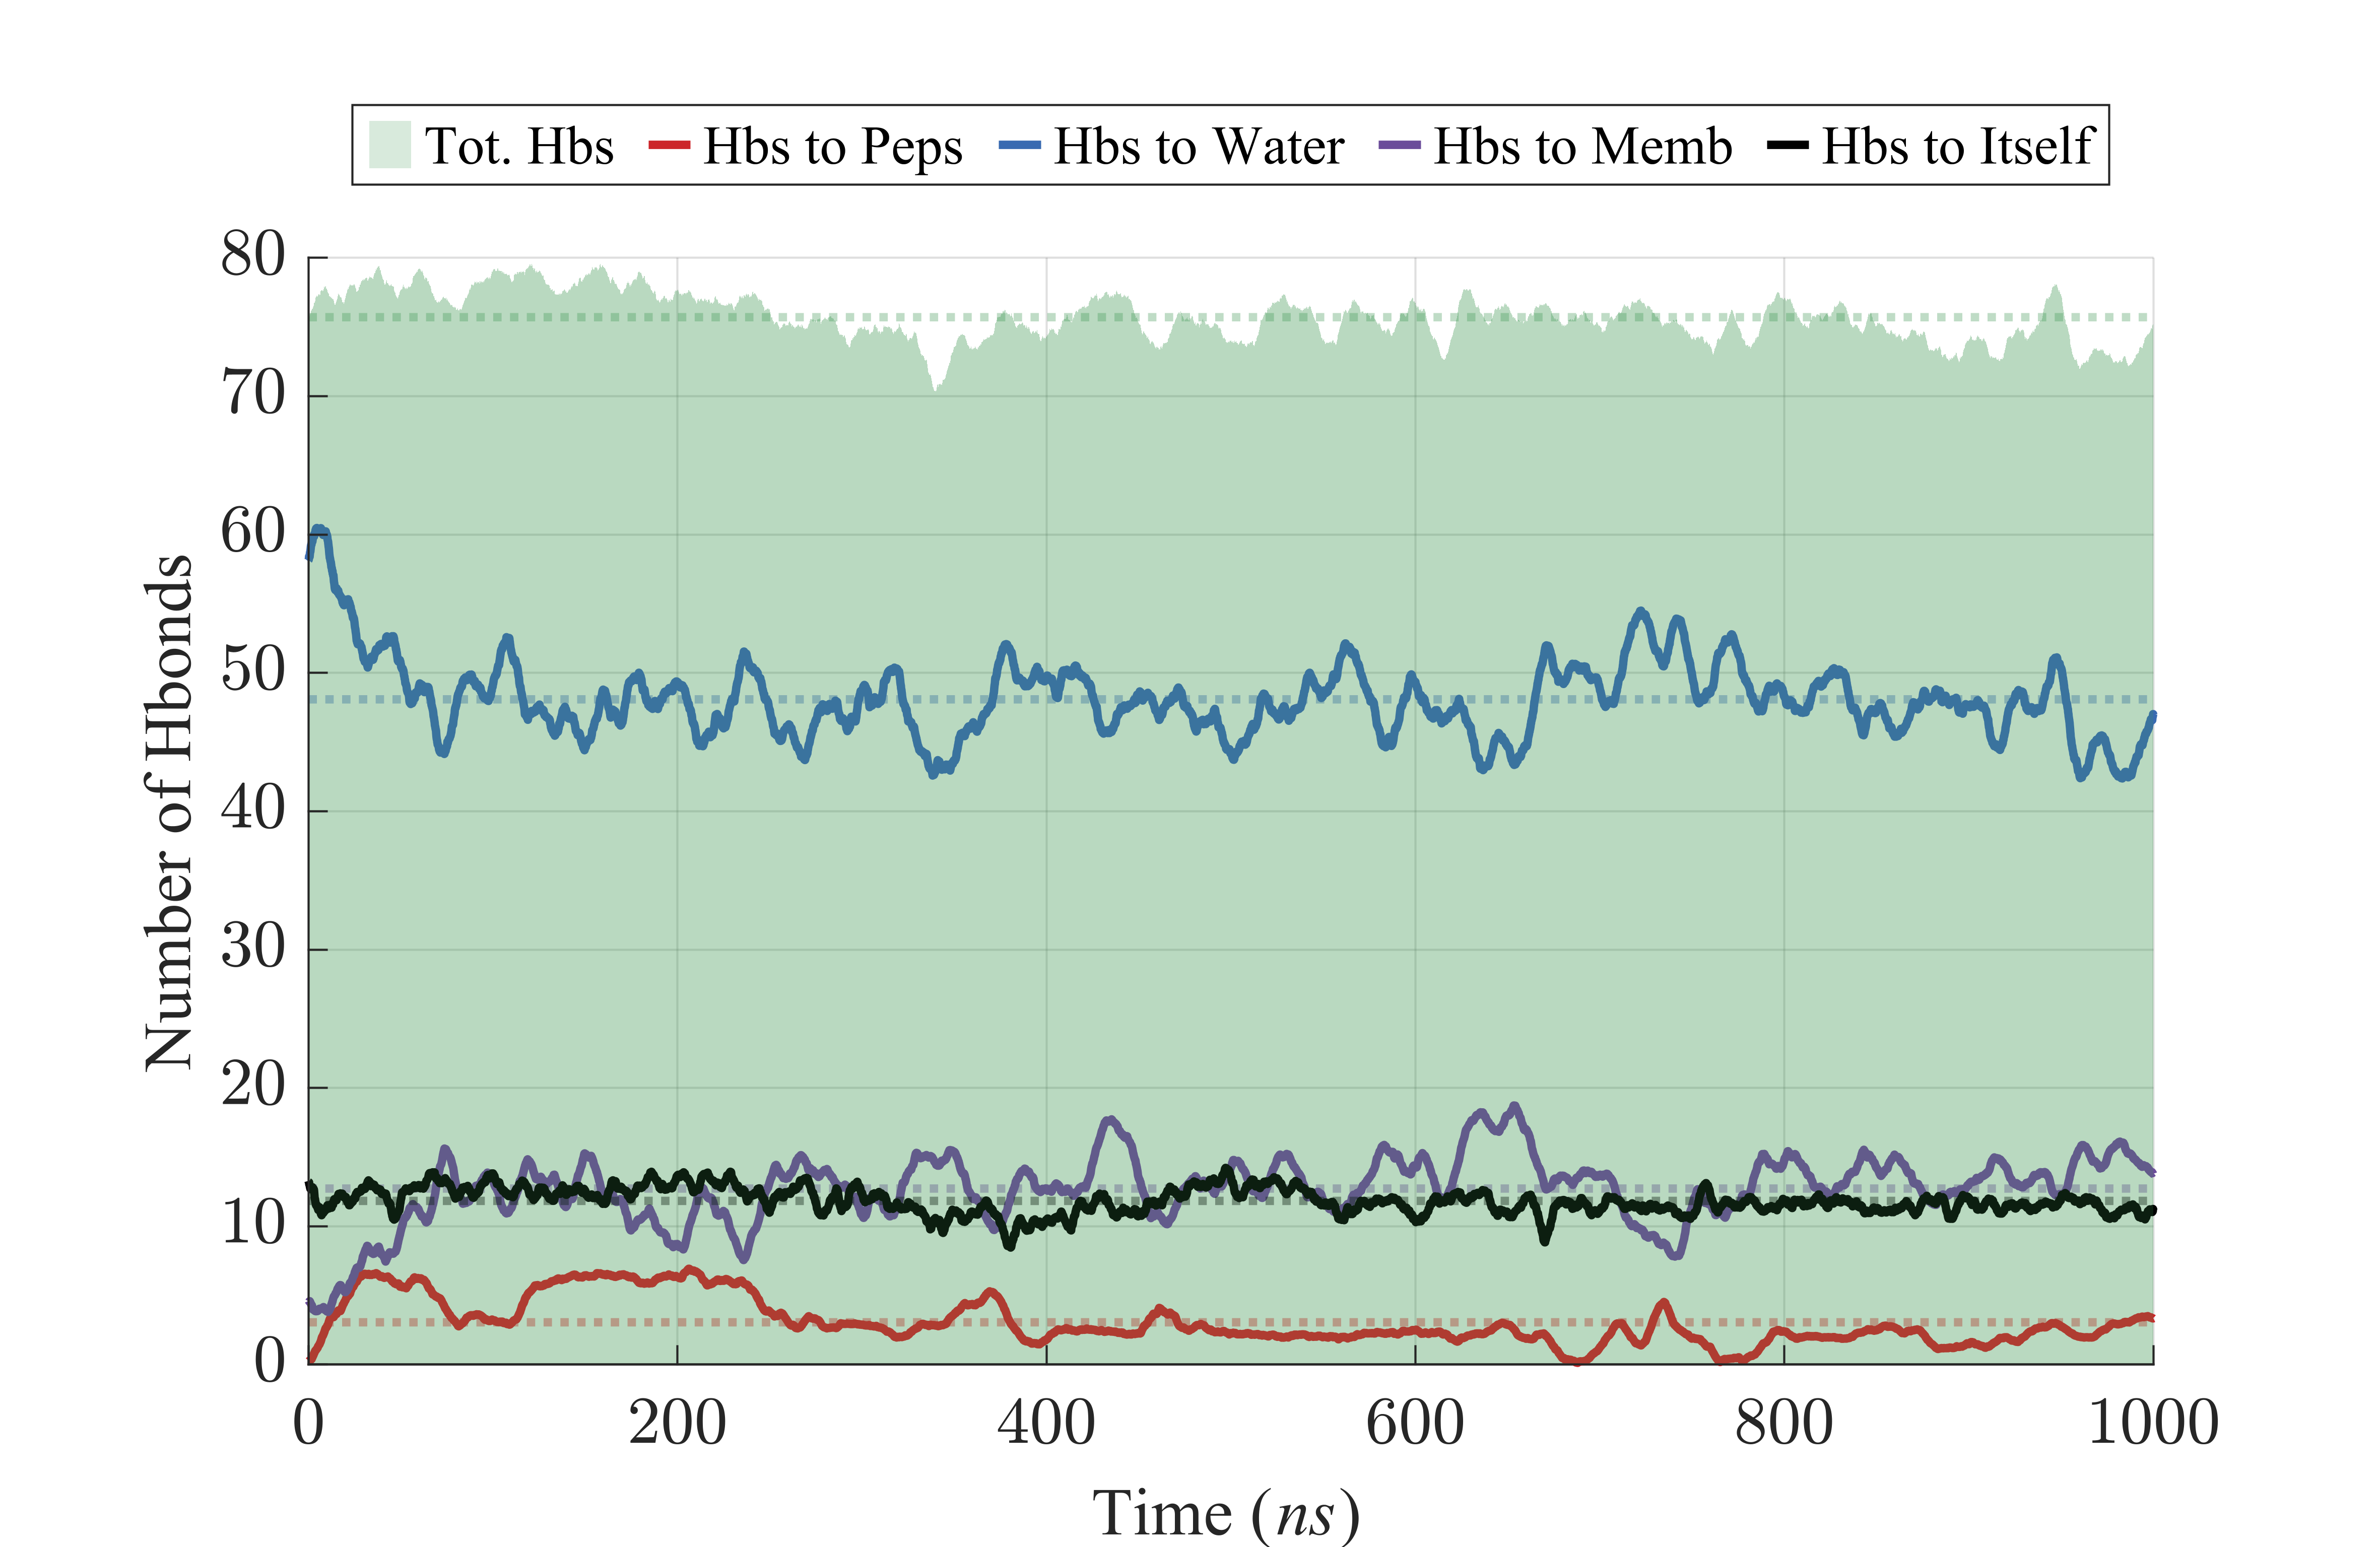 Tot. Hbs Hbs to Peps Hbs to Water Hbs to Memb Hbs to Itself
80
70
60
50
40
30
20
10
0
Number of Hbonds
0 200 400 600 800 1000
Time (ns)